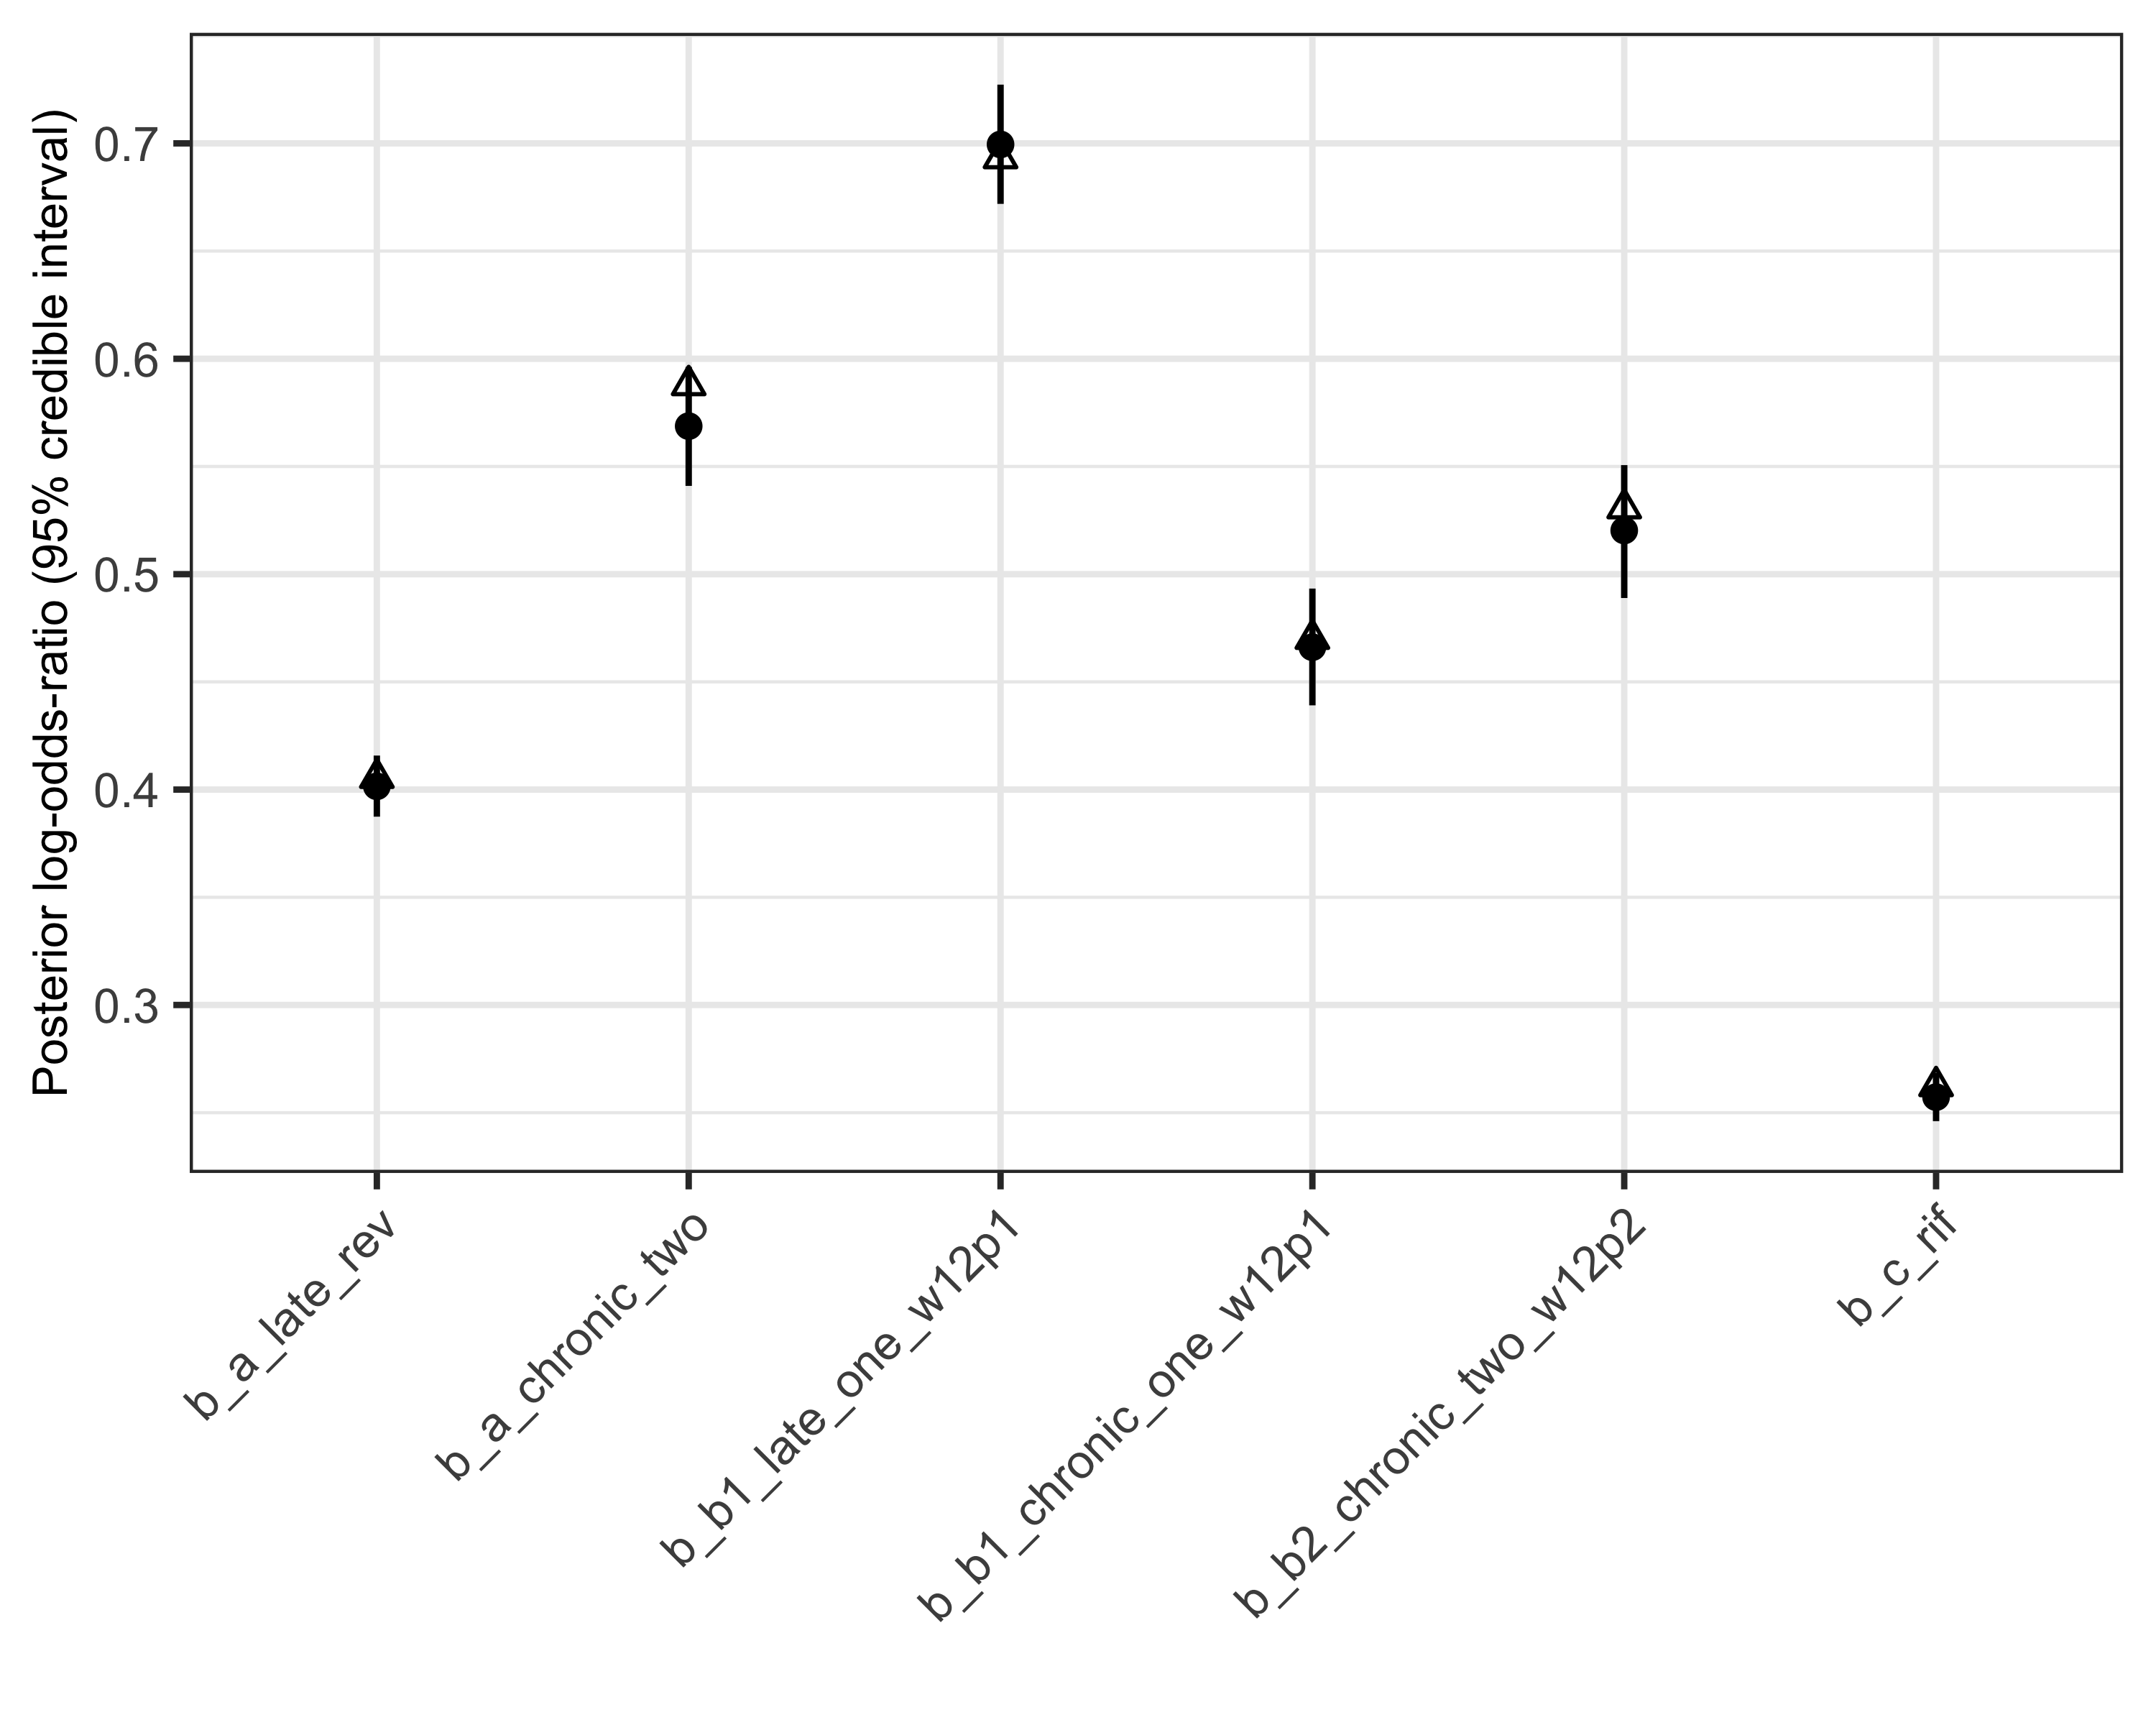 Posterior log-odds-ratio (95% credible interval)
0.7
0.6
0.5
0.4
0.3
b_a_late_rev
b_a_chronic_two
b_b1_late_one_w12p1
b_b1_chronic_one_w12p1
b_b2_chronic_two_w12p2
b_c_rif